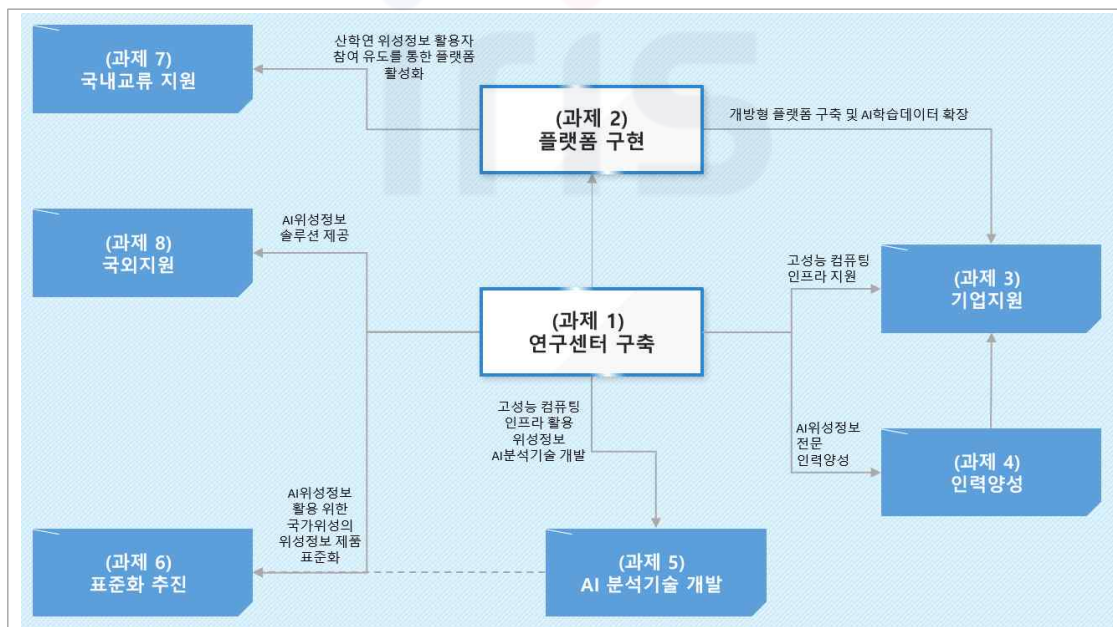 iris
(과제 7)
국내교류 지원
산학연 위성정보 활용자
참여 유도를 통한 플랫폼
활성화
(과제 2)
플랫폼 구현
개방형 플랫폼 구축 및 AI학습데이터 확장
(과제 8)
국외지원
AI위성정보
솔루션 제공
(과제 1)
연구센터 구축
고성능 컴퓨팅
인프라 지원
(과제 3)
기업지원
고성능 컴퓨팅
인프라 활용
위성정보
AI분석기술 개발
AI위성정보
전문
인력양성
(과제 4)
인력양성
AI위성정보
활용 위한
국가위성의
위성정보 제품
표준화
(과제 6)
표준화 추진
(과제 5)
AI 분석기술 개발